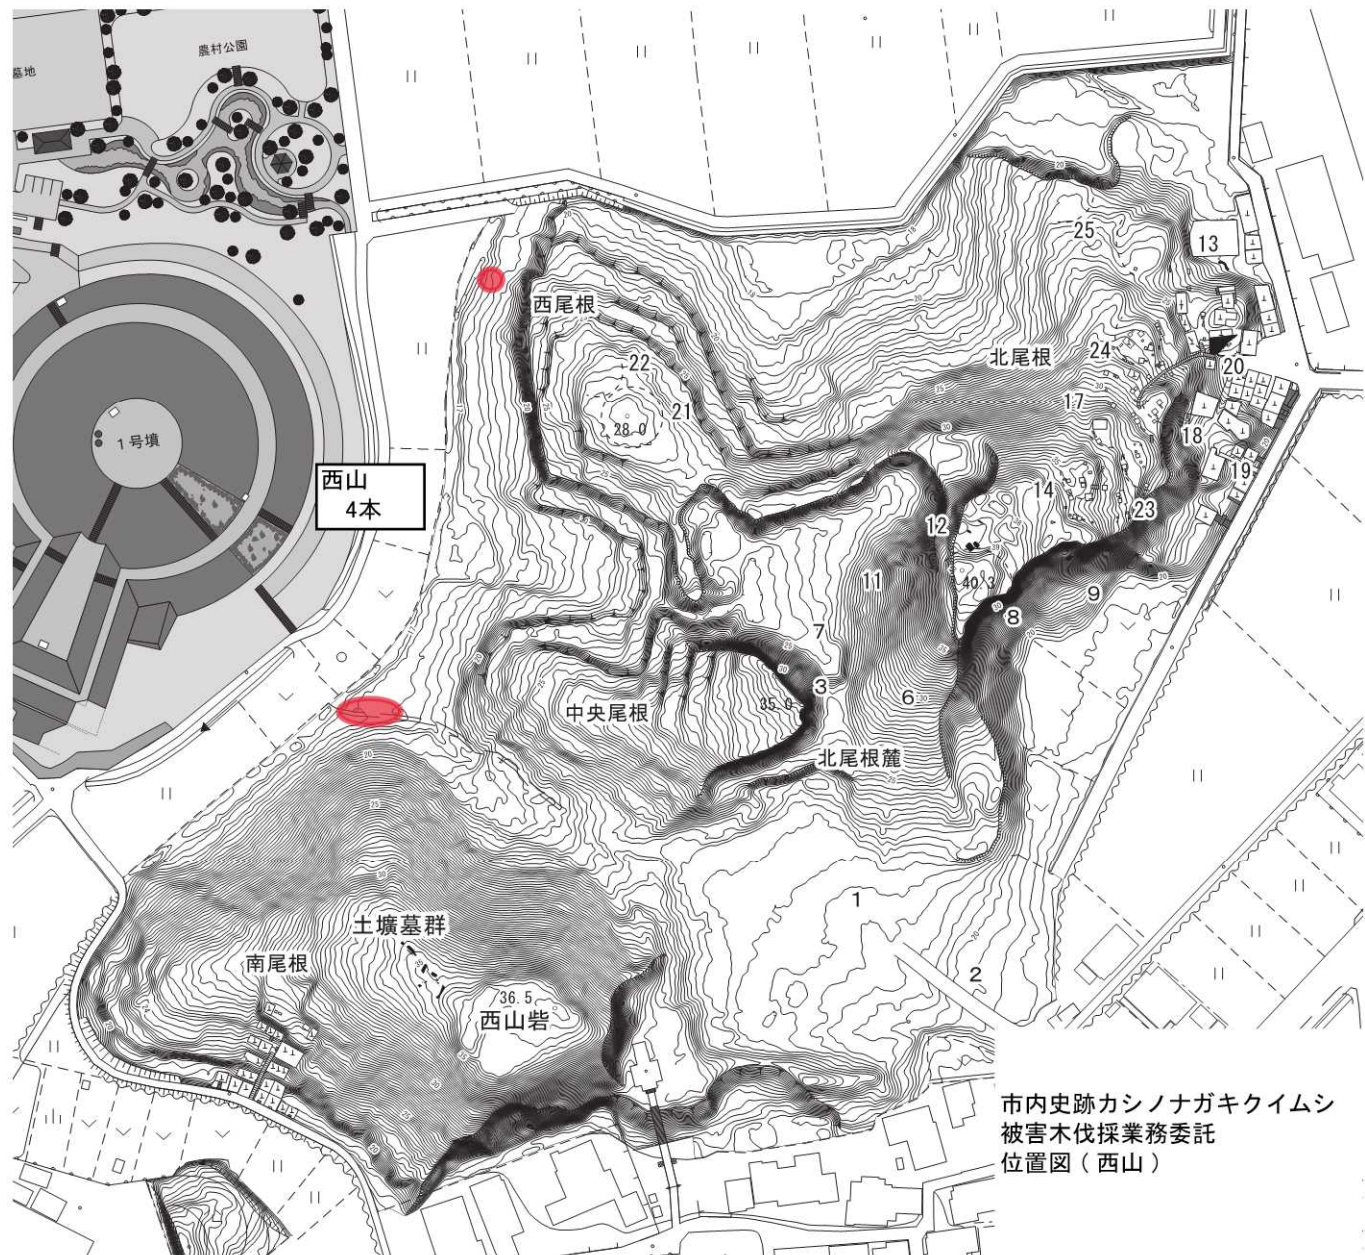 農村公園
墓地
25
13
西尾根
北尾根
24
20
22
17
21
28.0
18
1号墳
19
西山
4本
14
23
12
40.3
11
9
8
7
3
6
35.0
中央尾根
北尾根麓
1
土壙墓群
南尾根
2
36.5
西山砦
市内史跡カシノナガキクイムシ
被害木伐採業務委託
位置図（西山）